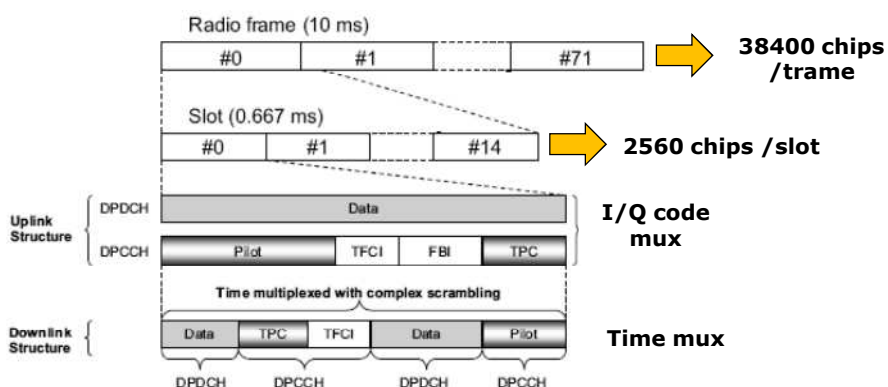 Radio frame (10 ms)
#0 #1 #71
38400 chips
/trame
Slot (0.667 ms)
#0 #1 #14
2560 chips /slot
Uplink
Structure
DPDCH
Data
DPCCH
Pilot TFCI FBI TPC
I/Q code
mux
Time multiplexed with complex scrambling
Downlink
Structure
Data TPC TFCI Data Pilot
Time mux
DPDCH DPCCH DPDCH DPCCH